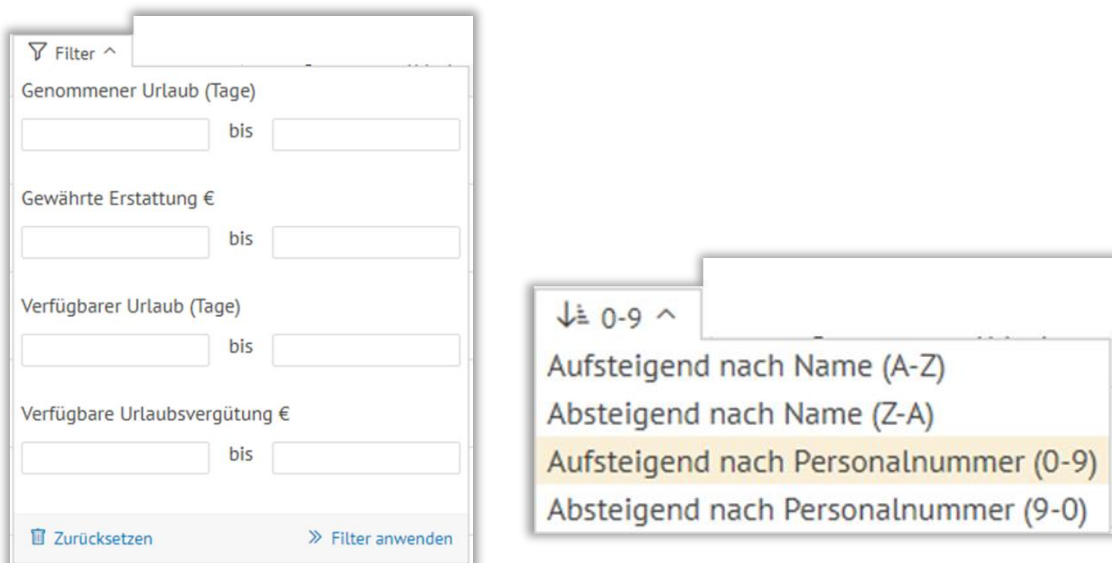 Filter
Genommener Urlaub (Tage)
bis
Gewährte Erstattung €
bis
Verfügbarer Urlaub (Tage)
bis
Verfügbare Urlaubsvergütung €
bis
Zurücksetzen Filter anwenden
0-9
Aufsteigend nach Name (A-Z)
Absteigend nach Name (Z-A)
Aufsteigend nach Personalnummer (0-9)
Absteigend nach Personalnummer (9-0)